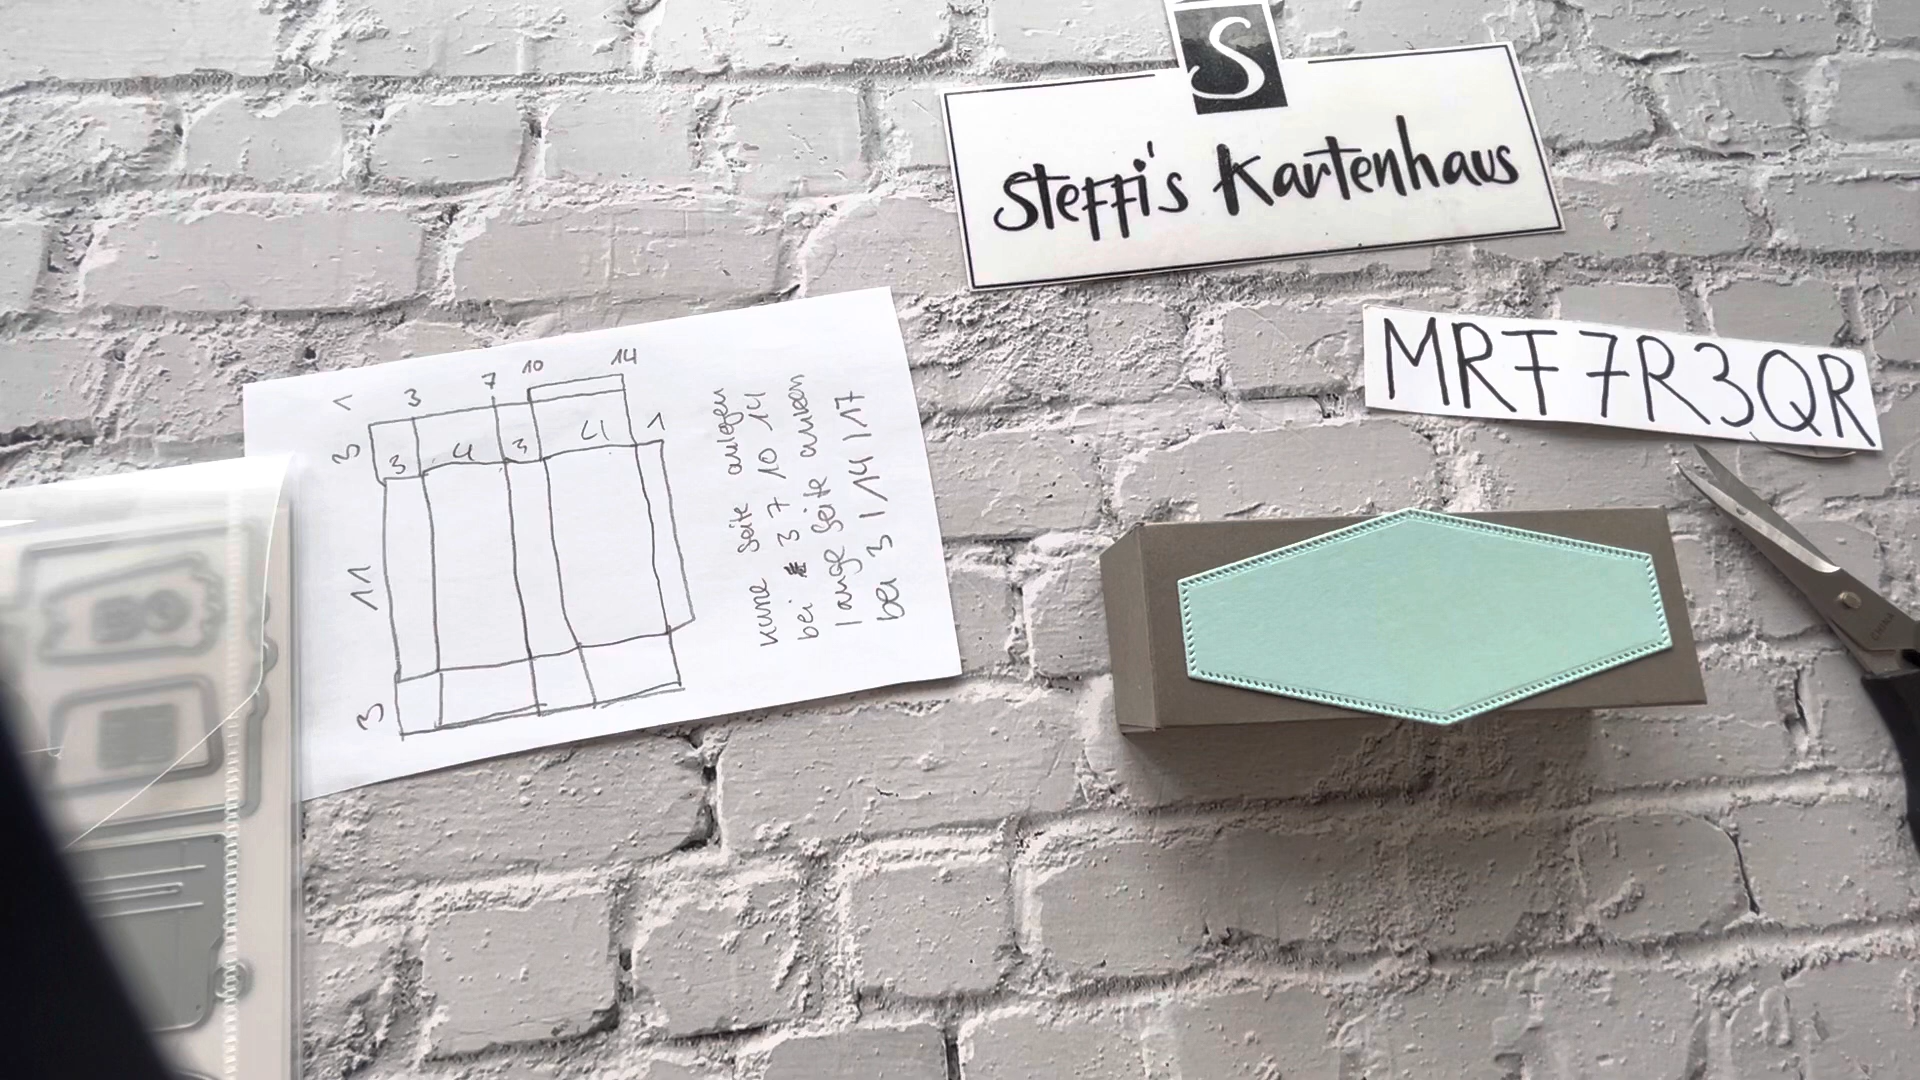 S
Steffi's Kartenhaus
MRF7R3QR
1 3 7 10 14
3 3 4 3 4 1
11
3
kurze Seite anlegen
bei 3 7 10 14
lange Seite anlegen
bei 3 | 14 | 17
CHINA